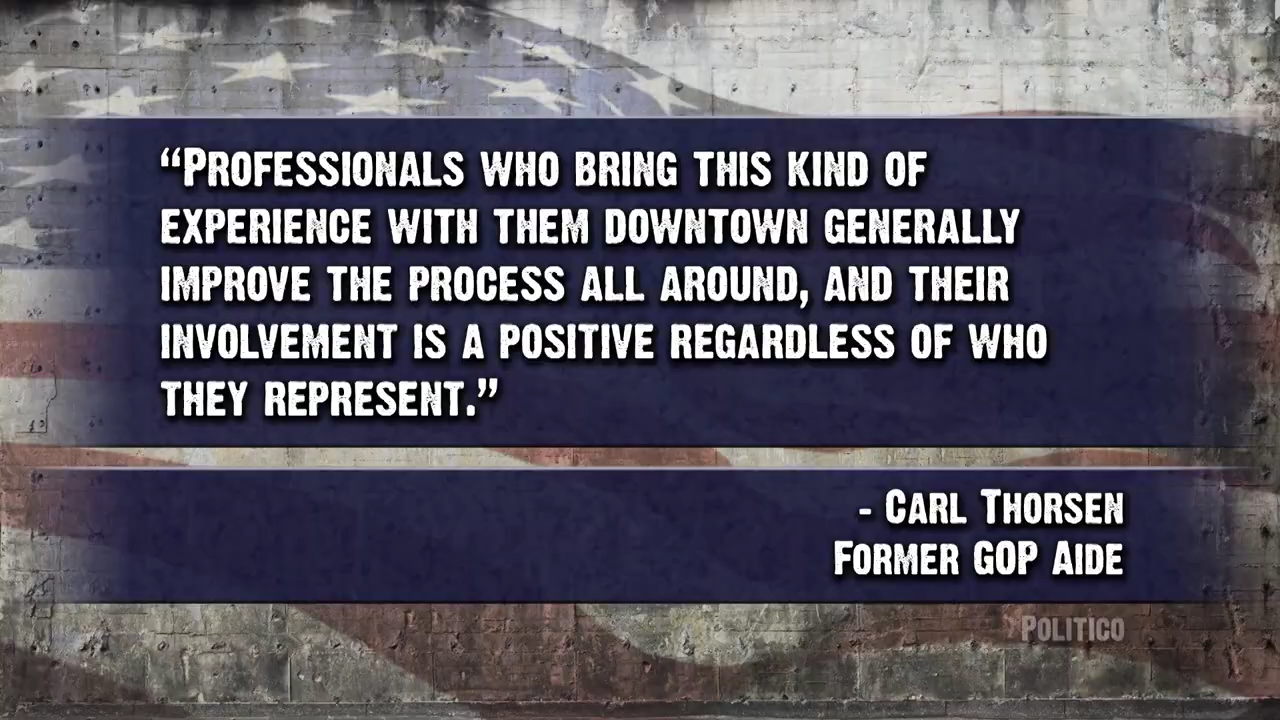 “Professionals who bring this kind of
experience with them downtown generally
improve the process all around, and their
involvement is a positive regardless of who
they represent.”
- Carl Thorsen
Former GOP Aide
Politico